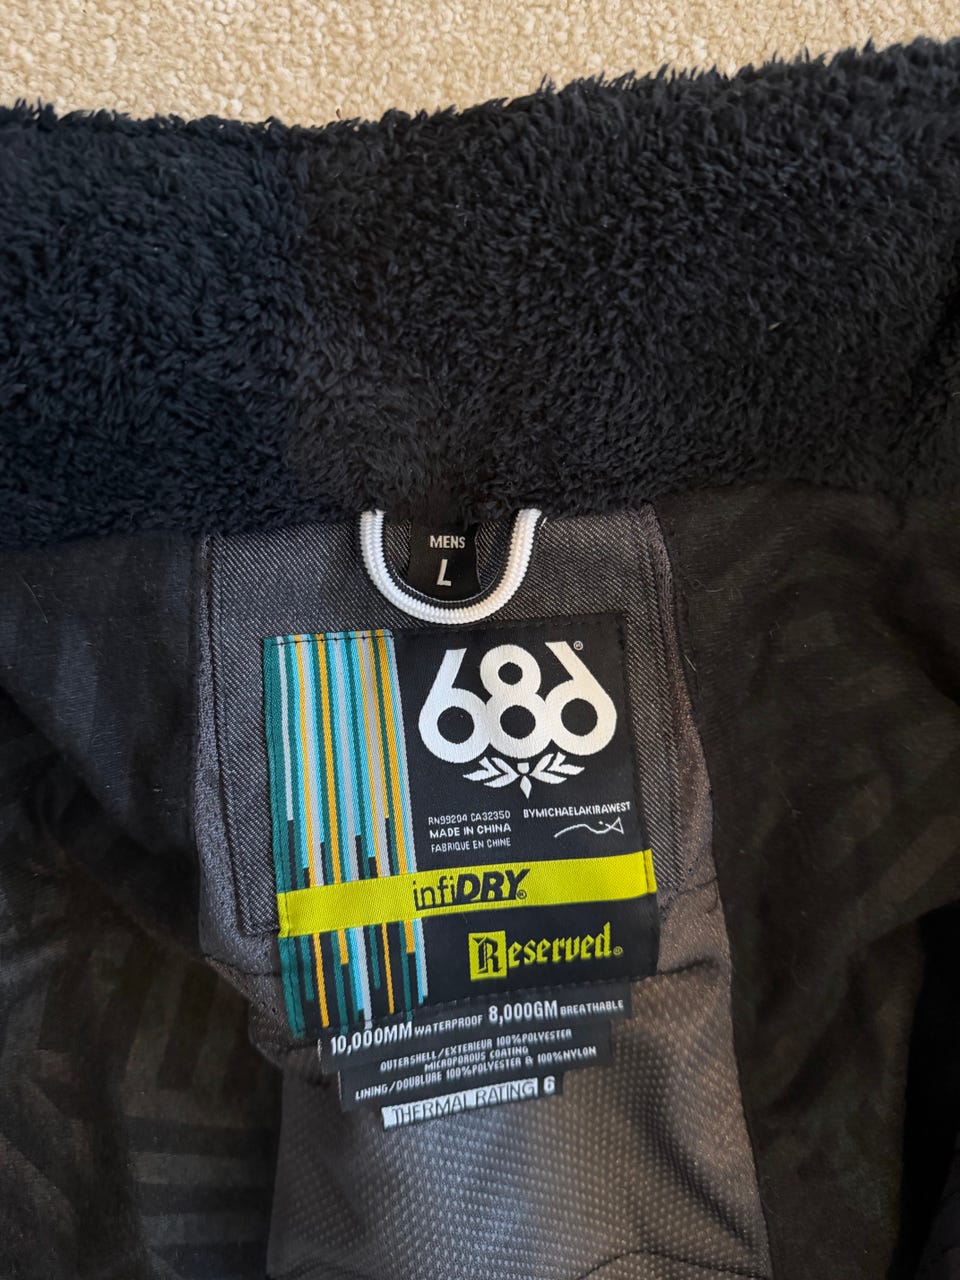 MENS
L
686®
RN99204 CA32350
MADE IN CHINA
FABRIQUE EN CHINE
BYMICHAELAKIRAWEST
infiDRY®
Reserved®
10,000MM WATERPROOF 8,000GM BREATHABLE
OUTERSHELL/EXTERIEUR 100%POLYESTER
MICROPOROUS COATING
LINING/DOUBLURE 100%POLYESTER & 100%NYLON
THERMAL RATING 6